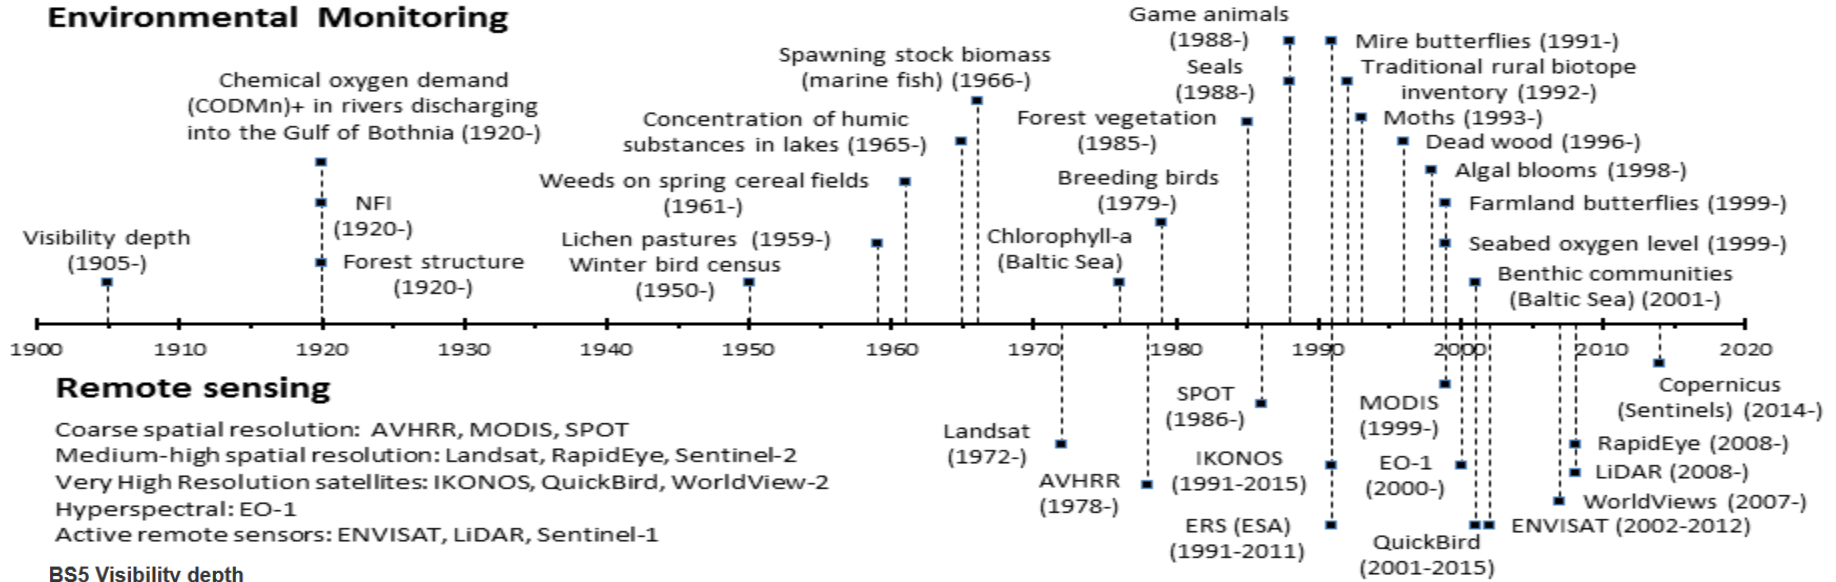 Environmental Monitoring
Visibility depth
(1905-)
Chemical oxygen demand
(CODMn)+ in rivers discharging
into the Gulf of Bothnia (1920-)
NFI
(1920-)
Forest structure
(1920-)
Winter bird census
(1950-)
Lichen pastures (1959-)
Weeds on spring cereal fields
(1961-)
Concentration of humic
substances in lakes (1965-)
Spawning stock biomass
(marine fish) (1966-)
Chlorophyll-a
(Baltic Sea)
Breeding birds
(1979-)
Forest vegetation
(1985-)
Game animals
(1988-)
Seals
(1988-)
Mire butterflies (1991-)
Traditional rural biotope
inventory (1992-)
Moths (1993-)
Dead wood (1996-)
Algal blooms (1998-)
Farmland butterflies (1999-)
Seabed oxygen level (1999-)
Benthic communities
(Baltic Sea) (2001-)
1900 1910 1920 1930 1940 1950 1960 1970 1980 1990 2000 2010 2020
Remote sensing
Coarse spatial resolution: AVHRR, MODIS, SPOT
Medium-high spatial resolution: Landsat, RapidEye, Sentinel-2
Very High Resolution satellites: IKONOS, QuickBird, WorldView-2
Hyperspectral: EO-1
Active remote sensors: ENVISAT, LiDAR, Sentinel-1
Landsat
(1972-)
AVHRR
(1978-)
SPOT
(1986-)
IKONOS
(1991-2015)
ERS (ESA)
(1991-2011)
MODIS
(1999-)
EO-1
(2000-)
QuickBird
(2001-2015)
ENVISAT (2002-2012)
WorldViews (2007-)
LiDAR (2008-)
RapidEye (2008-)
Copernicus
(Sentinels) (2014-)
BS5 Visibility depth